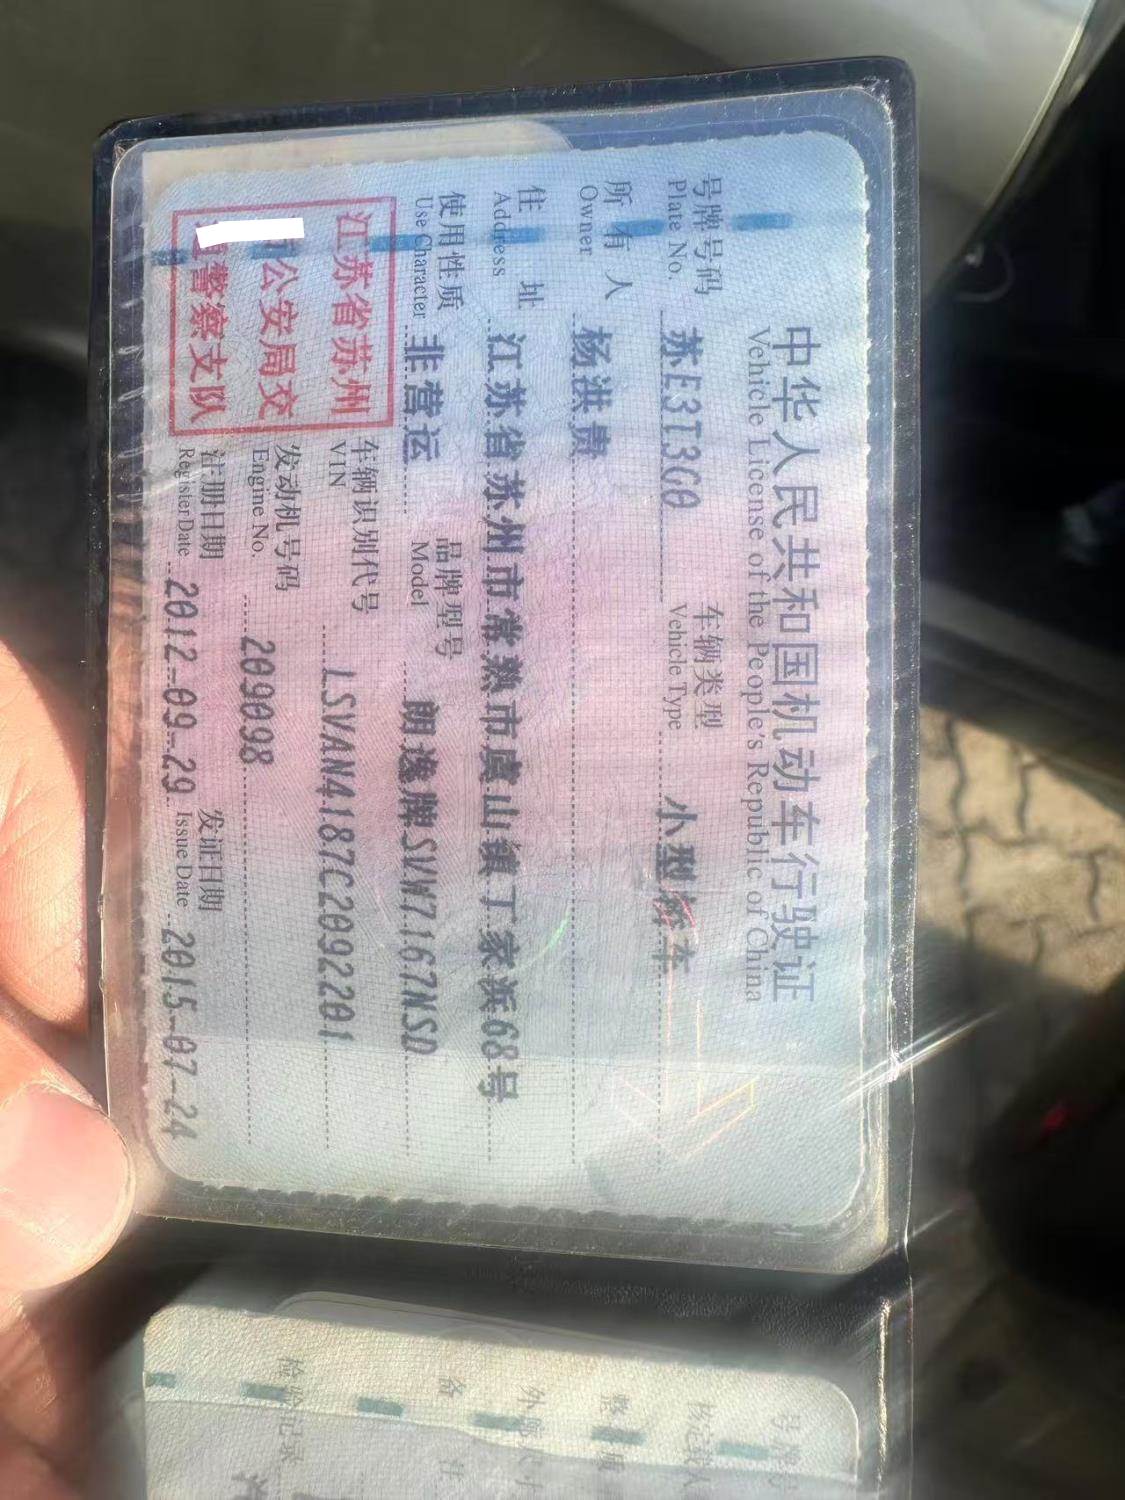 中华人民共和国机动车行驶证
Vehicle License of the People's Republic of China
号牌号码 苏E3T3G0 车辆类型 小型轿车
Plate No. Vehicle Type
所有人 杨洪贵
Owner
住址 江苏省苏州市常熟市虞山镇丁家浜68号
Address
使用性质 非营运 品牌型号 朗逸牌SVW7167NSD
Use Character Model
江苏省苏州
公安局交
警察支队
车辆识别代号 LSVAN4187C2092201
VIN
发动机号码 209098
Engine No.
注册日期 2012-09-29 发证日期 2015-07-24
Register Date Issue Date
检验记录